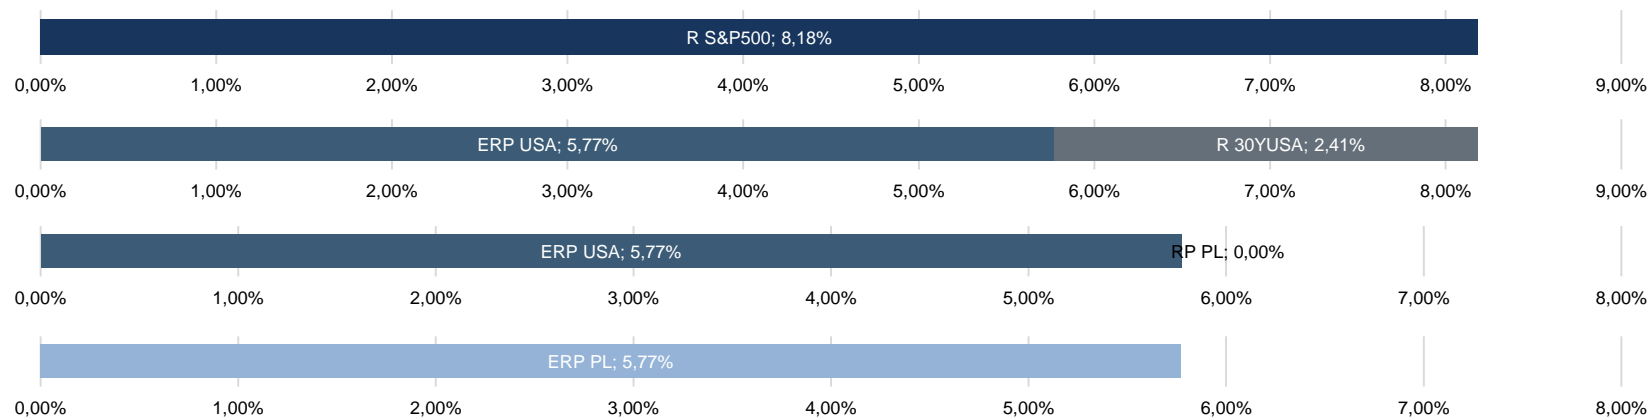 R S&P500; 8,18%
0,00% 1,00% 2,00% 3,00% 4,00% 5,00% 6,00% 7,00% 8,00% 9,00%
ERP USA; 5,77% R 30YUSA; 2,41%
0,00% 1,00% 2,00% 3,00% 4,00% 5,00% 6,00% 7,00% 8,00% 9,00%
ERP USA; 5,77% RP PL; 0,00%
0,00% 1,00% 2,00% 3,00% 4,00% 5,00% 6,00% 7,00% 8,00%
ERP PL; 5,77%
0,00% 1,00% 2,00% 3,00% 4,00% 5,00% 6,00% 7,00% 8,00%